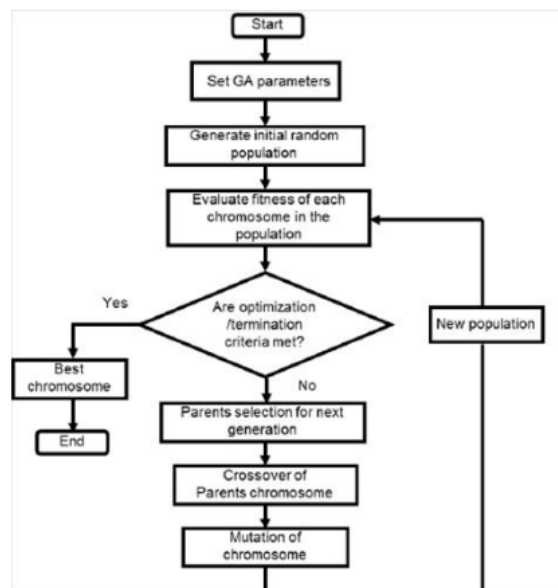 Start
Set GA parameters
Generate initial random
population
Evaluate fitness of each
chromosome in the
population
Yes
Are optimization
/termination
criteria met?
New population
Best
chromosome
No
End
Parents selection for next
generation
Crossover of
Parents chromosome
Mutation of
chromosome